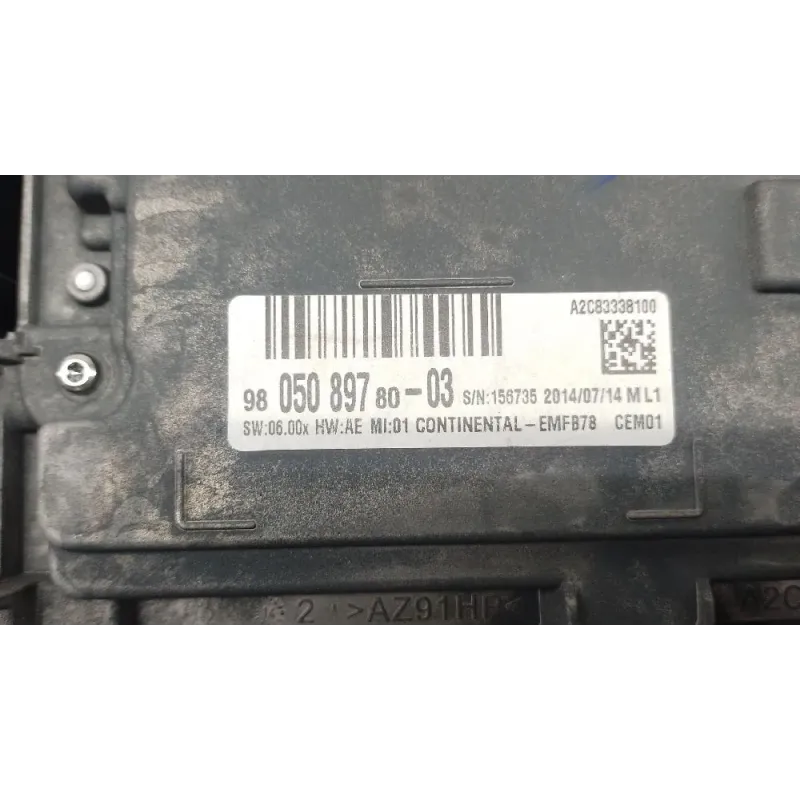 A2C83338100
98 050 897 80-03 S/N:156735 2014/07/14 M L1
SW:06.00x HW:AE MI:01 CONTINENTAL-EMFB78 CEM01
2 >AZ91HP<
A2C